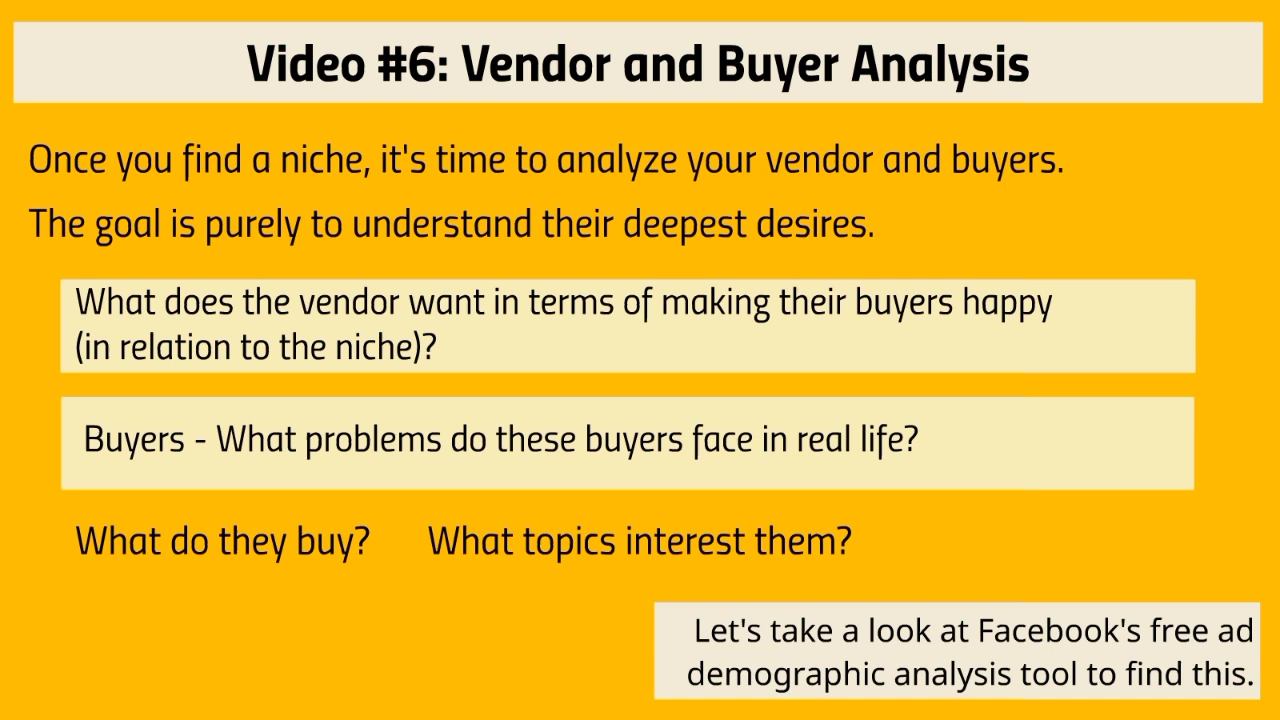 Video #6: Vendor and Buyer Analysis
Once you find a niche, it's time to analyze your vendor and buyers.
The goal is purely to understand their deepest desires.
What does the vendor want in terms of making their buyers happy
(in relation to the niche)?
Buyers - What problems do these buyers face in real life?
What do they buy? What topics interest them?
Let's take a look at Facebook's free ad
demographic analysis tool to find this.